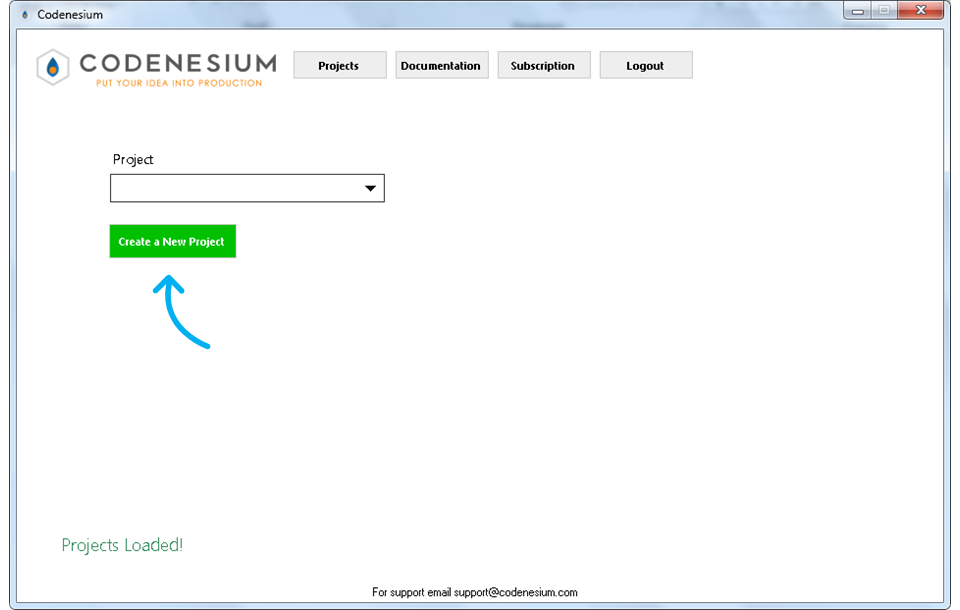 Codenesium
CODENESIUM
PUT YOUR IDEA INTO PRODUCTION
Projects
Documentation
Subscription
Logout
Project
Create a New Project
Projects Loaded!
For support email support@codenesium.com